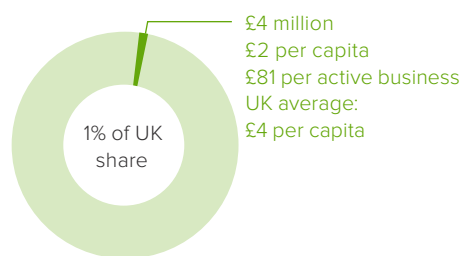 £4 million
£2 per capita
£81 per active business
UK average:
£4 per capita
1% of UK
share